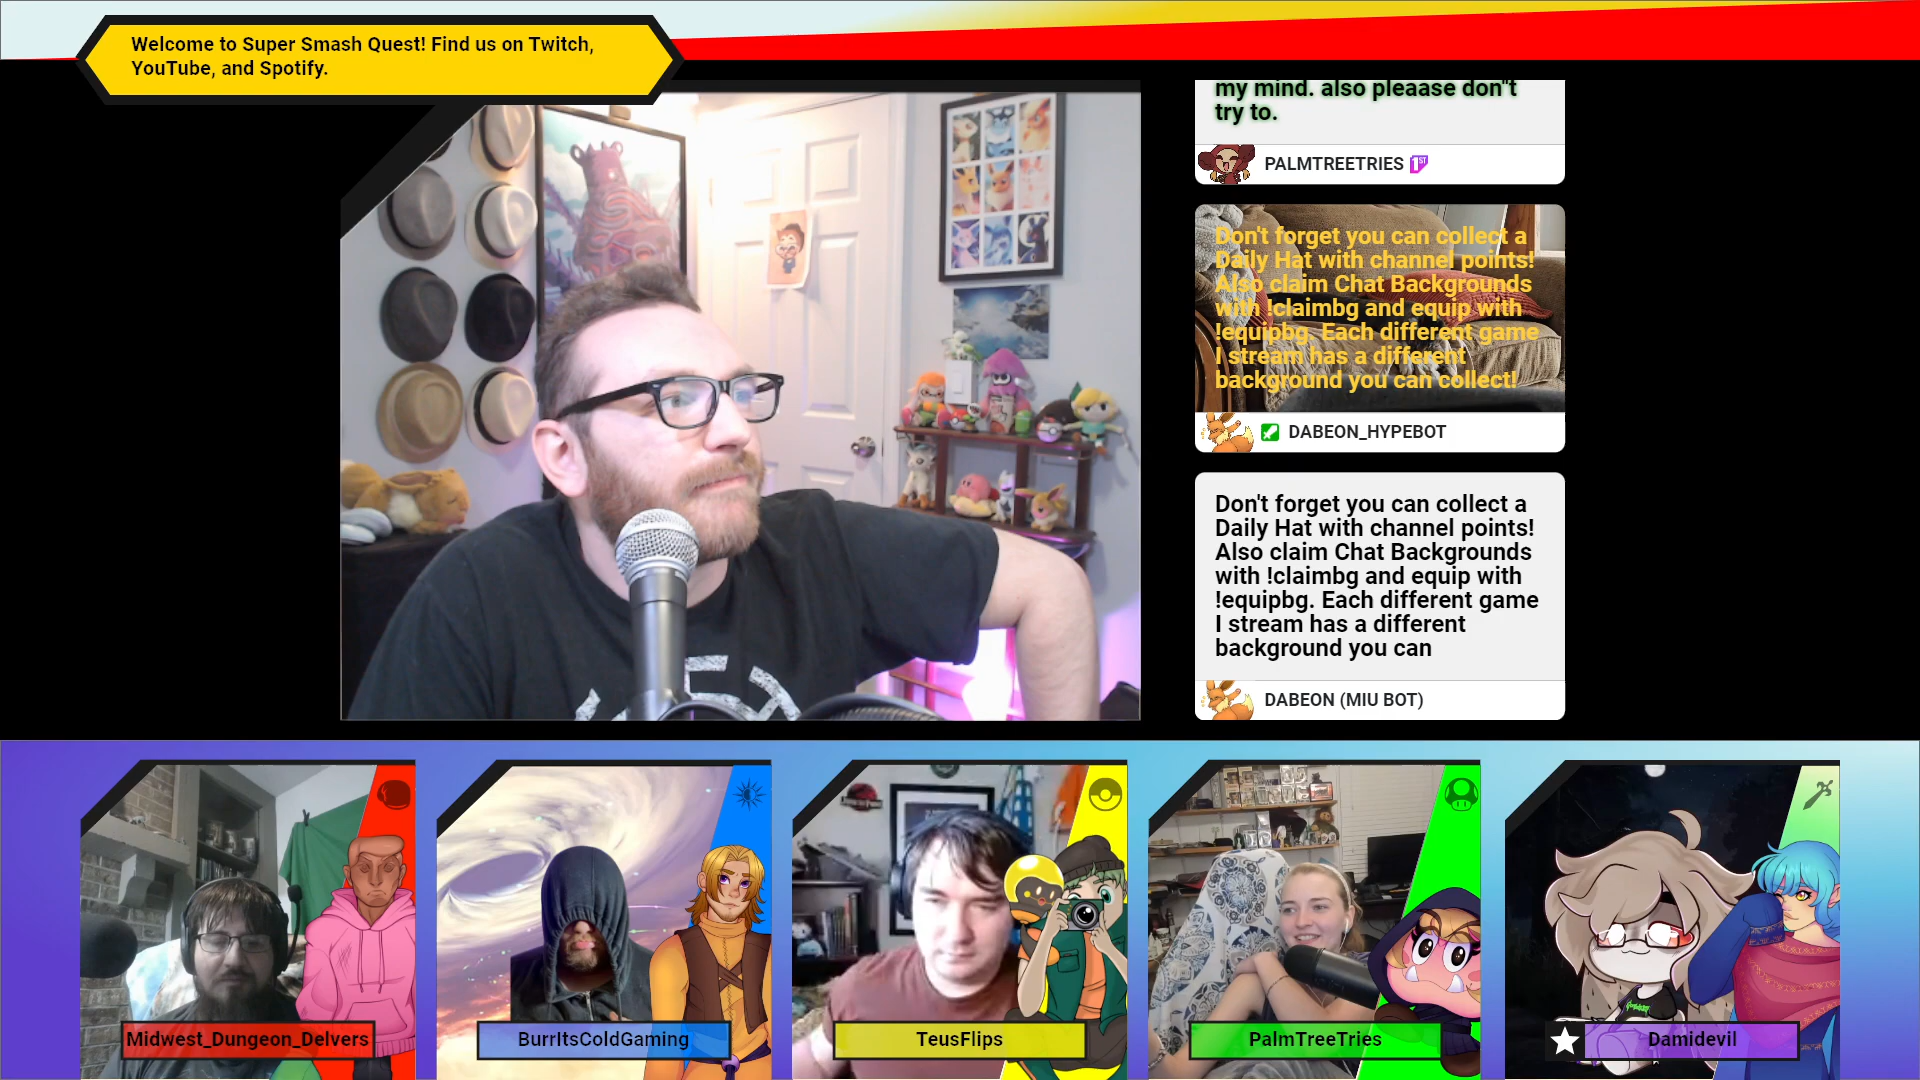 Welcome to Super Smash Quest! Find us on Twitch,
YouTube, and Spotify.
my mind. also pleaase don"t
try to.
PALMTREETRIES 1ST
Don't forget you can collect a
Daily Hat with channel points!
Also claim Chat Backgrounds
with !claimbg and equip with
!equipbg. Each different game
I stream has a different
background you can collect!
DABEON_HYPEBOT
Don't forget you can collect a
Daily Hat with channel points!
Also claim Chat Backgrounds
with !claimbg and equip with
!equipbg. Each different game
I stream has a different
background you can
DABEON (MIU BOT)
Midwest_Dungeon_Delvers
BurrItsColdGaming
TeusFlips
PalmTreeTries
Damidevil